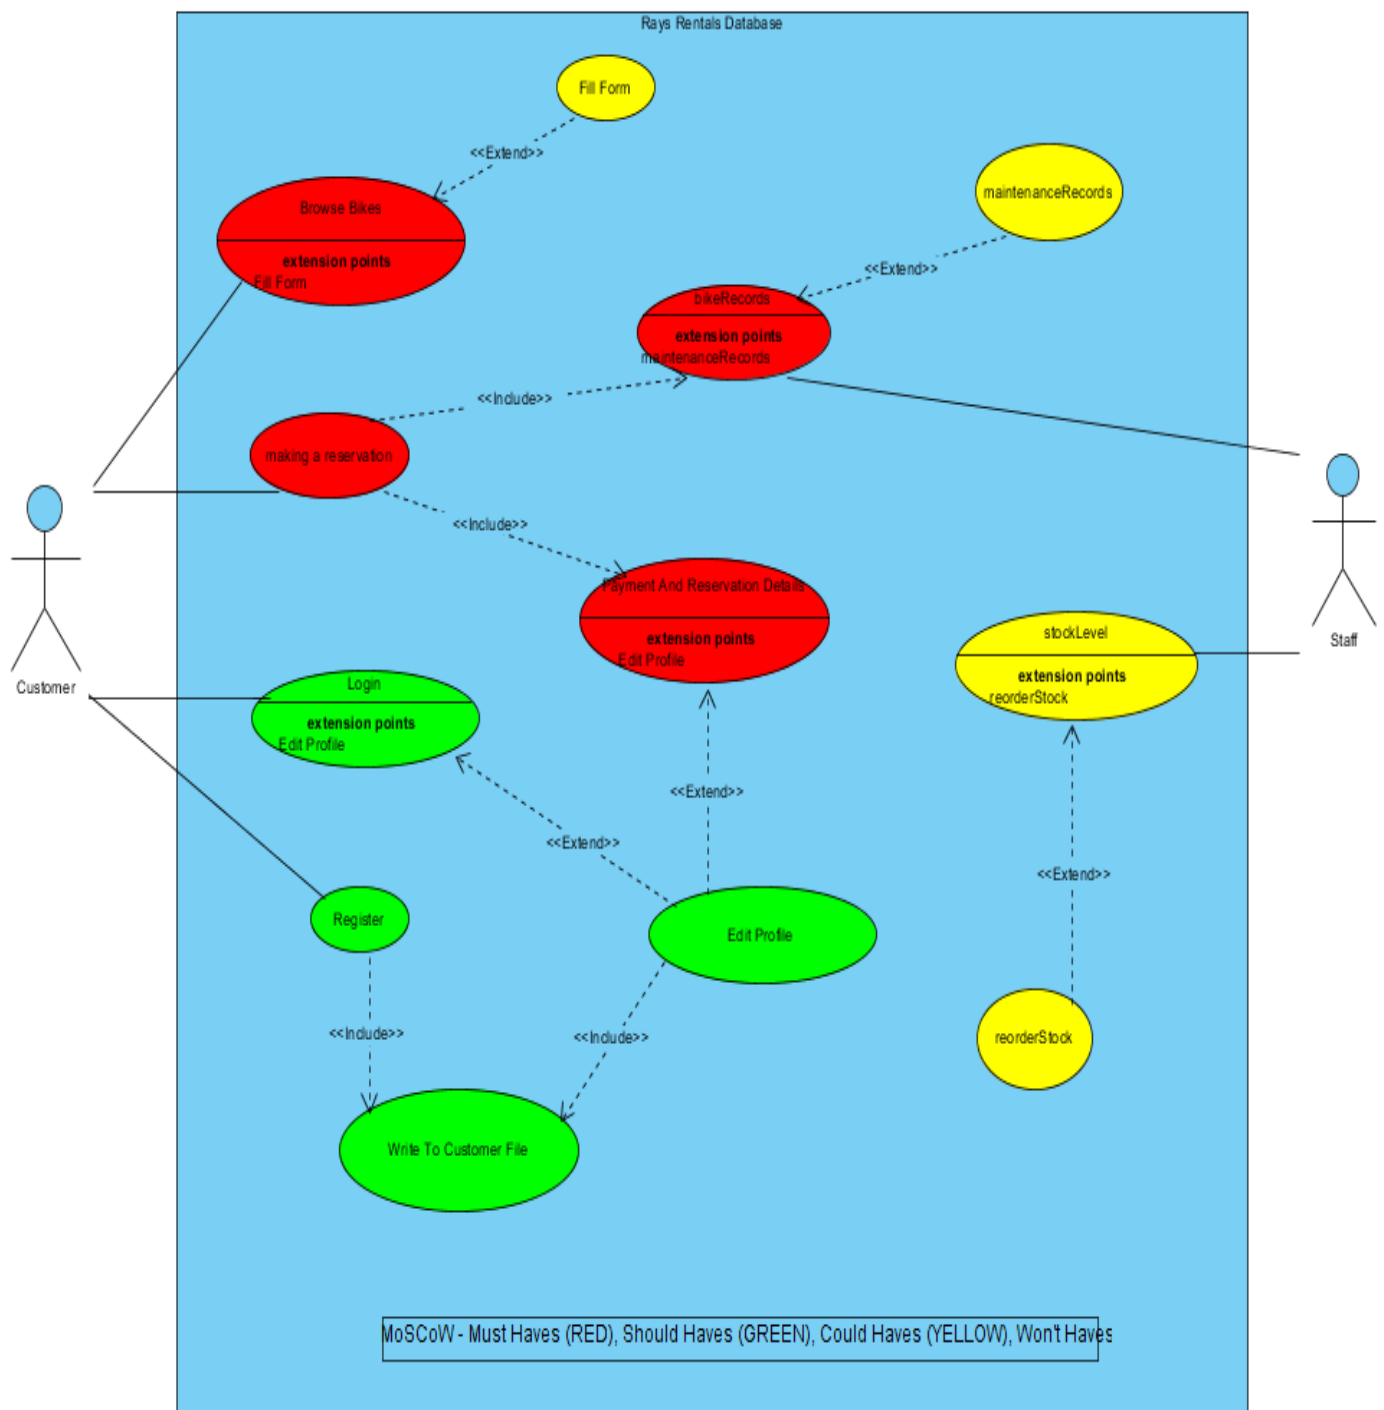 Rays Rentals Database
Fill Form
<<Extend>>
maintenanceRecords
Browse Bikes
extension points
Fill Form
<<Extend>>
bikeRecords
extension points
maintenanceRecords
<<Include>>
making a reservation
<<Include>>
Payment And Reservation Details
extension points
Edit Profile
stockLevel
extension points
reorderStock
Staff
Customer
Login
extension points
Edit Profile
<<Extend>>
<<Extend>>
<<Extend>>
Register
Edit Profile
<<Include>>
<<Include>>
reorderStock
Write To Customer File
MoSCoW - Must Haves (RED), Should Haves (GREEN), Could Haves (YELLOW), Won't Haves